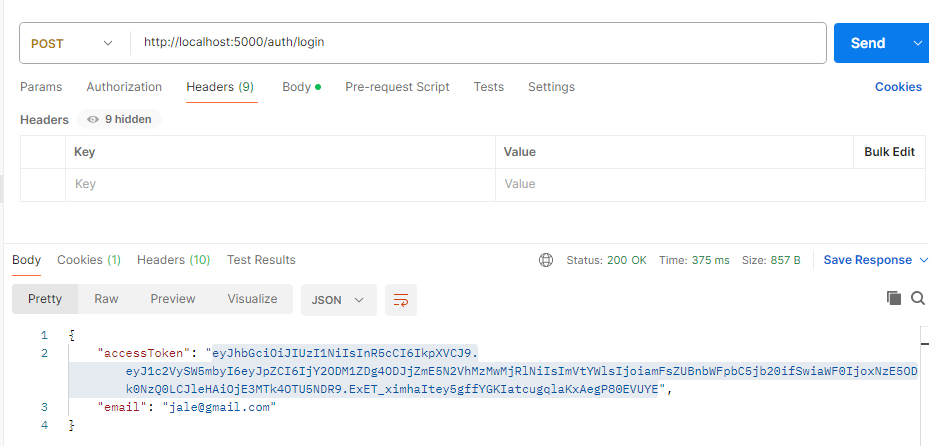 POST http://localhost:5000/auth/login Send
Params Authorization Headers (9) Body Pre-request Script Tests Settings Cookies
Headers 9 hidden
Key Value Bulk Edit
Key Value
Body Cookies (1) Headers (10) Test Results Status: 200 OK Time: 375 ms Size: 857 B Save Response
Pretty Raw Preview Visualize JSON
1 {
2 "accessToken": "eyJhbGciOiJIUzI1NiIsInR5cCI6IkpXVCJ9.
eyJ1c2VySW5mbyI6eyJpZCI6IjY2ODM1ZDg4ODJjZmE5N2VhMzMwMjRlNiIsImVtYWlsIjoiamFsZUBnbWFpbC5jb20ifSwiaWF0IjoxNzE5OD
k0NzQ0LCJleHAiOjE3MTk4OTU5NDR9.ExET_ximhaItey5gffYGKIatcugqlaKxAegP80EVUYE",
3 "email": "jale@gmail.com"
4 }